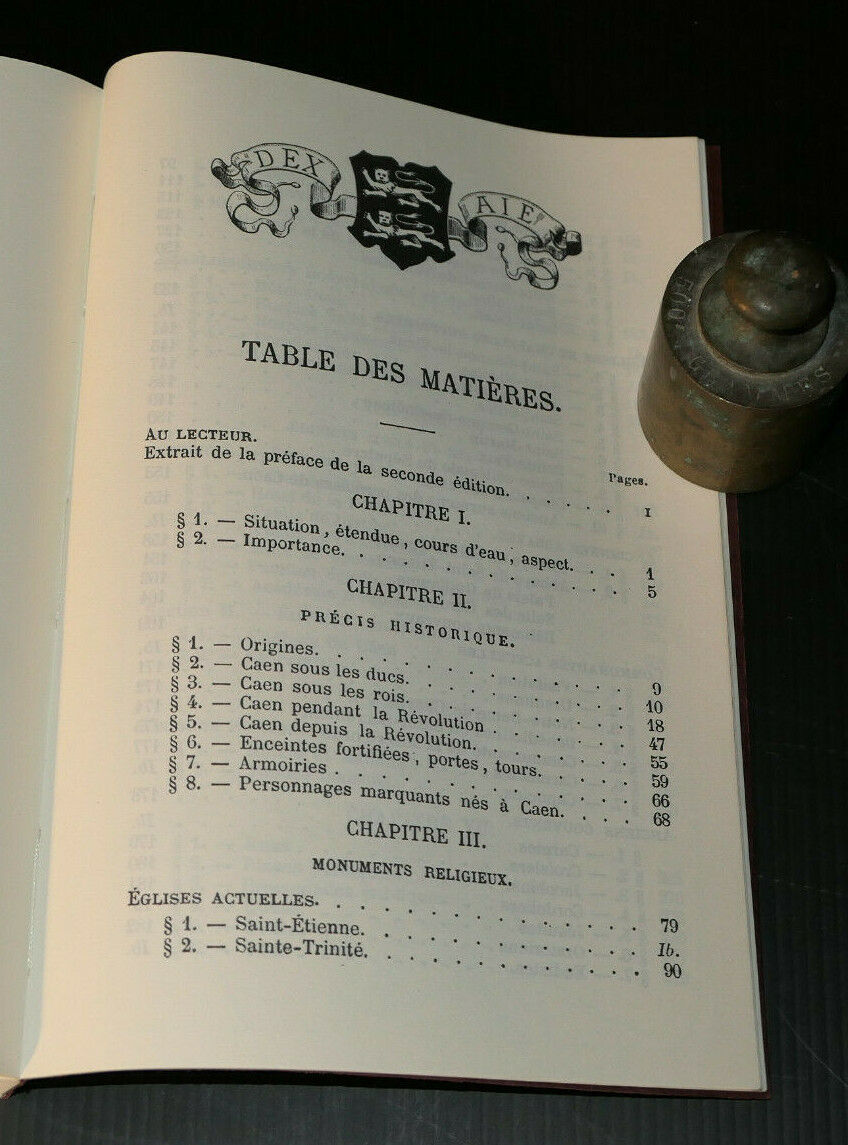 DEX AIE
TABLE DES MATIÈRES.
AU LECTEUR.
Pages.
Extrait de la préface de la seconde édition. . . . . . I
CHAPITRE I.
§ 1. — Situation, étendue, cours d'eau, aspect. . . 1
§ 2. — Importance. . . . . . . . . . . . 5
CHAPITRE II.
PRÉCIS HISTORIQUE.
§ 1. — Origines. . . . . . . . . . . . . 9
§ 2. — Caen sous les ducs. . . . . . . . . 10
§ 3. — Caen sous les rois. . . . . . . . . 18
§ 4. — Caen pendant la Révolution . . . . . . 47
§ 5. — Caen depuis la Révolution. . . . . . . 55
§ 6. — Enceintes fortifiées, portes, tours. . . . . 59
§ 7. — Armoiries . . . . . . . . . . . . 66
§ 8. — Personnages marquants nés à Caen. . . . 68
CHAPITRE III.
MONUMENTS RELIGIEUX.
ÉGLISES ACTUELLES. . . . . . . . . . . . . 79
§ 1. — Saint-Étienne. . . . . . . . . . . Ib.
§ 2. — Sainte-Trinité. . . . . . . . . . . 90
500 GRAMMES